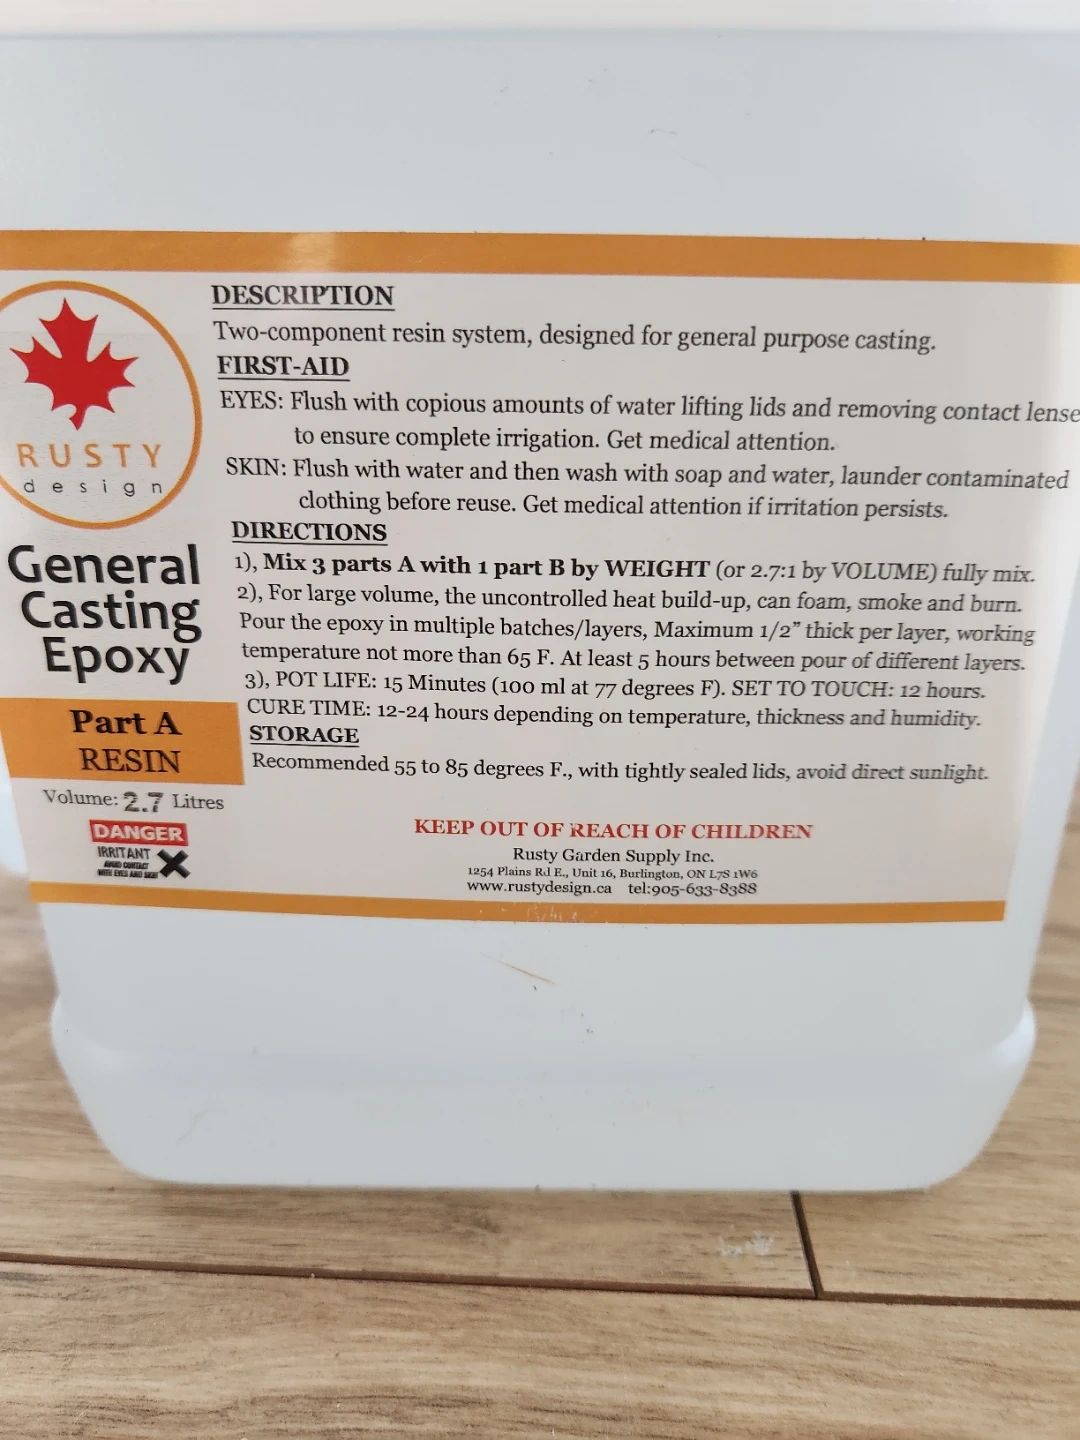 DESCRIPTION
Two-component resin system, designed for general purpose casting.
FIRST-AID
EYES: Flush with copious amounts of water lifting lids and removing contact lense
to ensure complete irrigation. Get medical attention.
SKIN: Flush with water and then wash with soap and water, launder contaminated
clothing before reuse. Get medical attention if irritation persists.
DIRECTIONS
1), Mix 3 parts A with 1 part B by WEIGHT (or 2.7:1 by VOLUME) fully mix.
2), For large volume, the uncontrolled heat build-up, can foam, smoke and burn.
Pour the epoxy in multiple batches/layers, Maximum 1/2” thick per layer, working
temperature not more than 65 F. At least 5 hours between pour of different layers.
3), POT LIFE: 15 Minutes (100 ml at 77 degrees F). SET TO TOUCH: 12 hours.
CURE TIME: 12-24 hours depending on temperature, thickness and humidity.
STORAGE
Recommended 55 to 85 degrees F., with tightly sealed lids, avoid direct sunlight.
KEEP OUT OF REACH OF CHILDREN
Rusty Garden Supply Inc.
1254 Plains Rd E., Unit 16, Burlington, ON L7S 1W6
www.rustydesign.ca tel:905-633-8388
RUSTY
design
General
Casting
Epoxy
Part A
RESIN
Volume: 2.7 Litres
DANGER
IRRITANT
AVOID CONTACT
WITH EYES AND SKIN